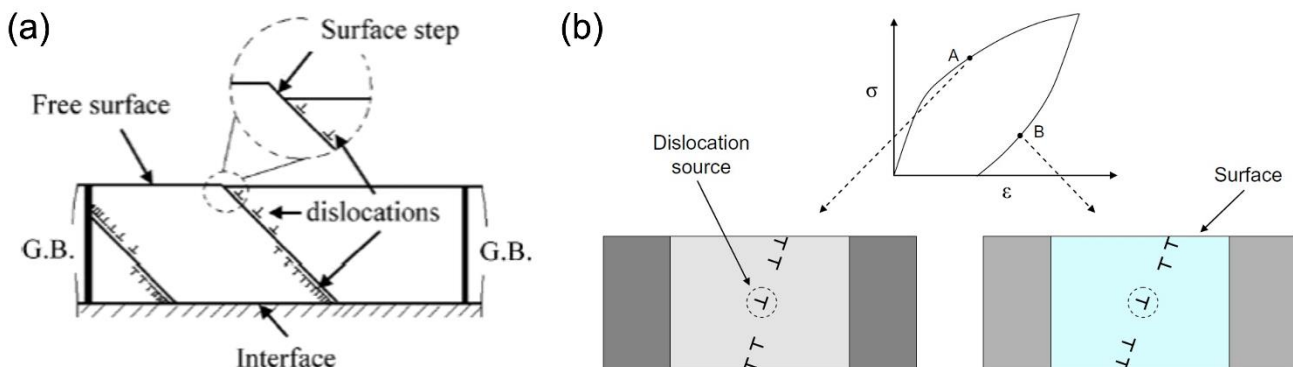 (a)
Surface step
Free surface
dislocations
G.B.
G.B.
Interface
(b)
A
σ
B
ε
Dislocation
source
Surface